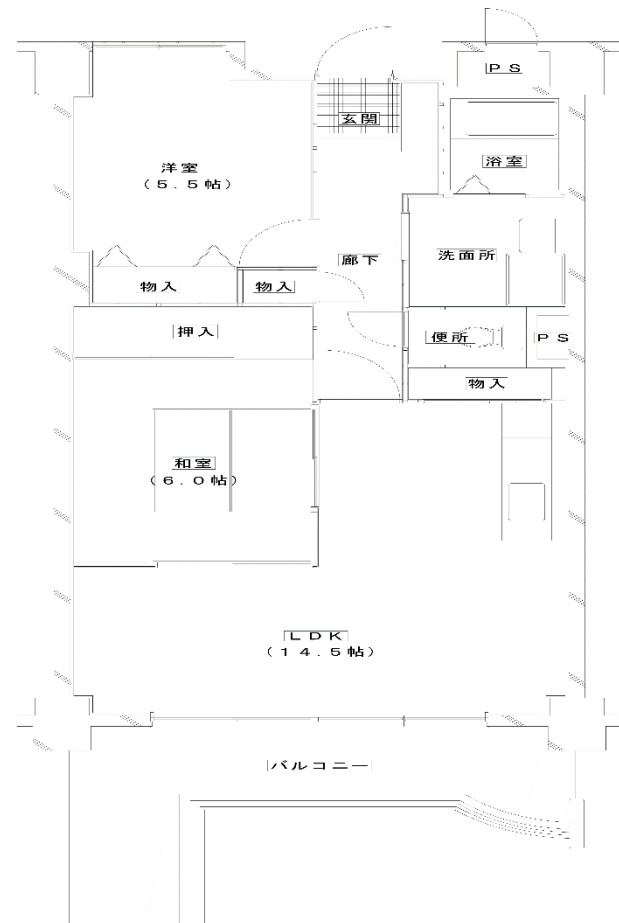 PS
玄関
浴室
洋室
（5.5帖）
洗面所
廊下
物入
物入
押入
便所
PS
物入
和室
（6.0帖）
LDK
（14.5帖）
バルコニー